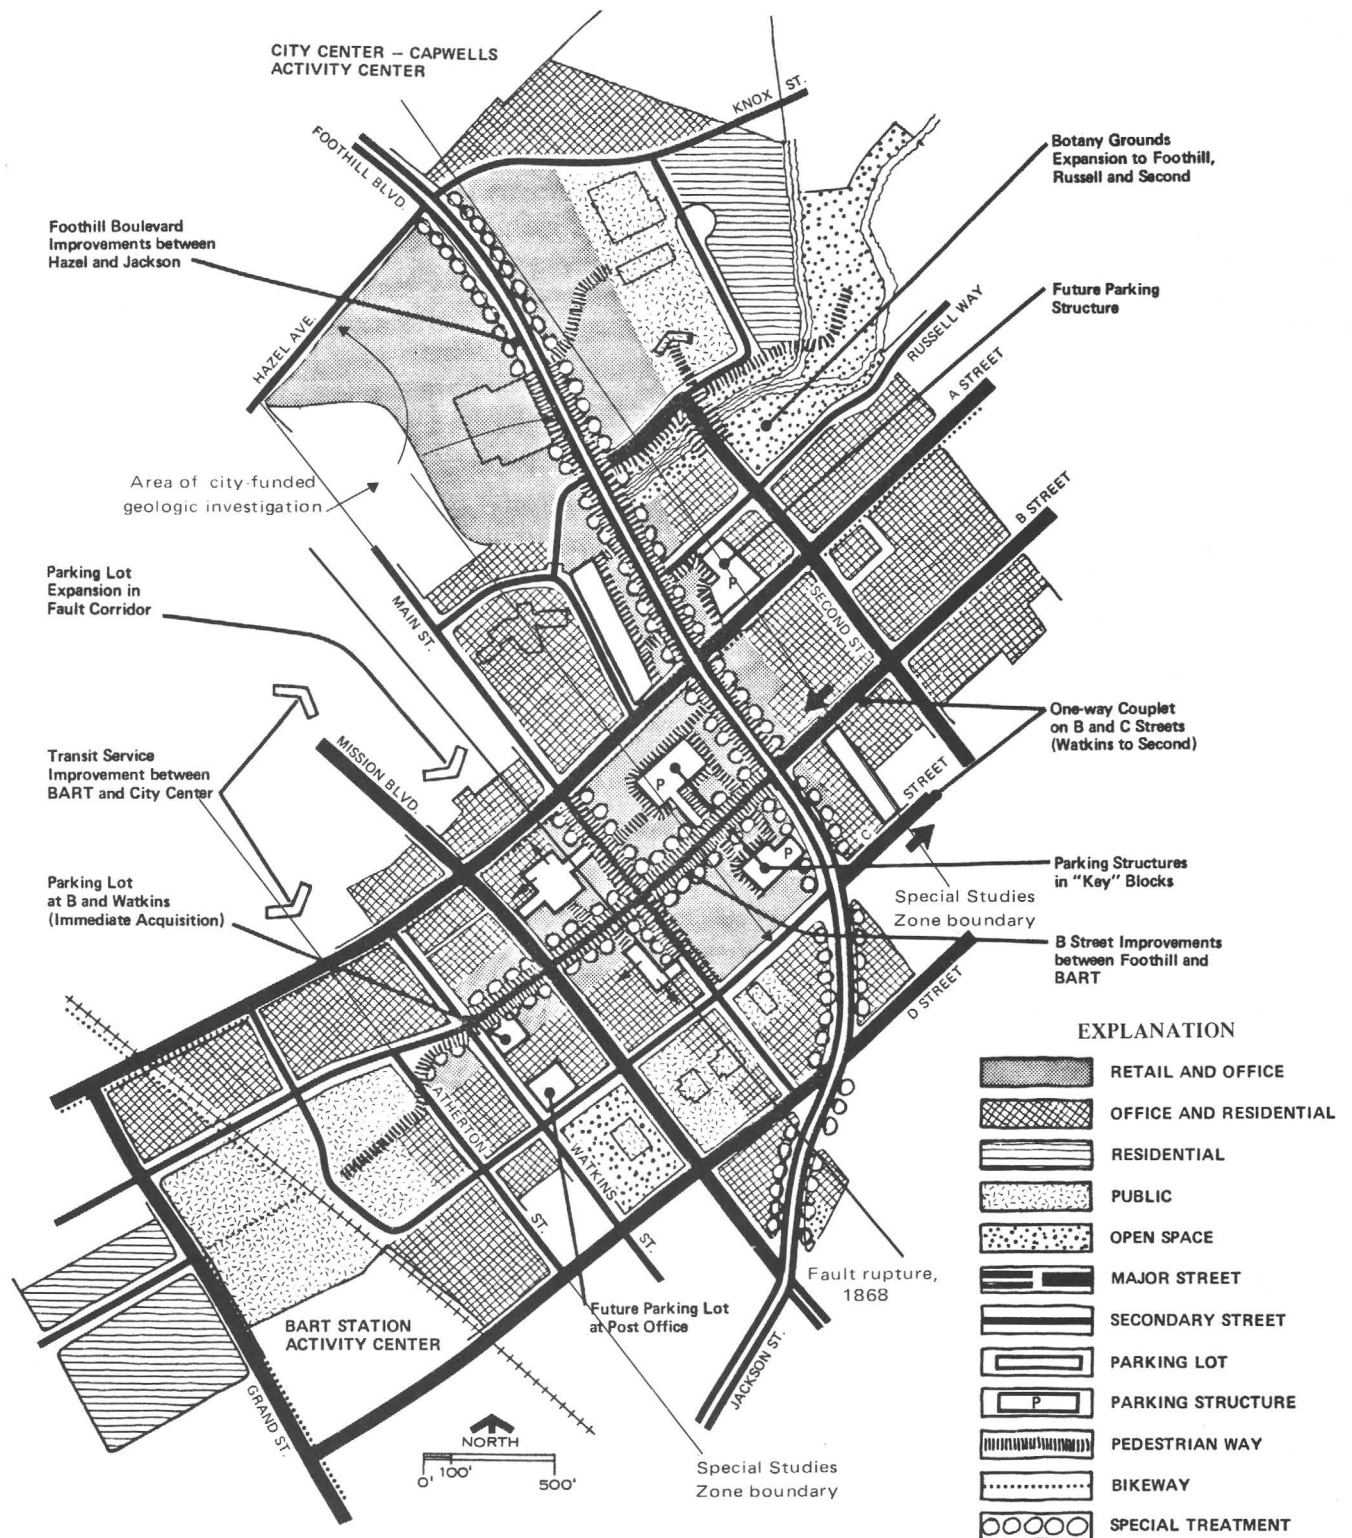 CITY CENTER – CAPWELLS
ACTIVITY CENTER
KNOX ST.
FOOTHILL BLVD.
Botany Grounds
Expansion to Foothill,
Russell and Second
Foothill Boulevard
Improvements between
Hazel and Jackson
Future Parking
Structure
HAZEL AVE.
RUSSELL WAY
A STREET
Area of city-funded
geologic investigation
B STREET
Parking Lot
Expansion in
Fault Corridor
MAIN ST.
P
SECOND ST.
One-way Couplet
on B and C Streets
(Watkins to Second)
Transit Service
Improvement between
BART and City Center
MISSION BLVD.
P
C STREET
P
Parking Structures
in "Key" Blocks
Parking Lot
at B and Watkins
(Immediate Acquisition)
Special Studies
Zone boundary
B Street Improvements
between Foothill and
BART
D STREET
EXPLANATION
RETAIL AND OFFICE
OFFICE AND RESIDENTIAL
RESIDENTIAL
PUBLIC
OPEN SPACE
MAJOR STREET
SECONDARY STREET
PARKING LOT
P PARKING STRUCTURE
PEDESTRIAN WAY
BIKEWAY
SPECIAL TREATMENT
ATHERTON ST.
WATKINS ST.
Fault rupture,
1868
Future Parking Lot
at Post Office
BART STATION
ACTIVITY CENTER
JACKSON ST.
GRAND ST.
NORTH
0' 100' 500'
Special Studies
Zone boundary